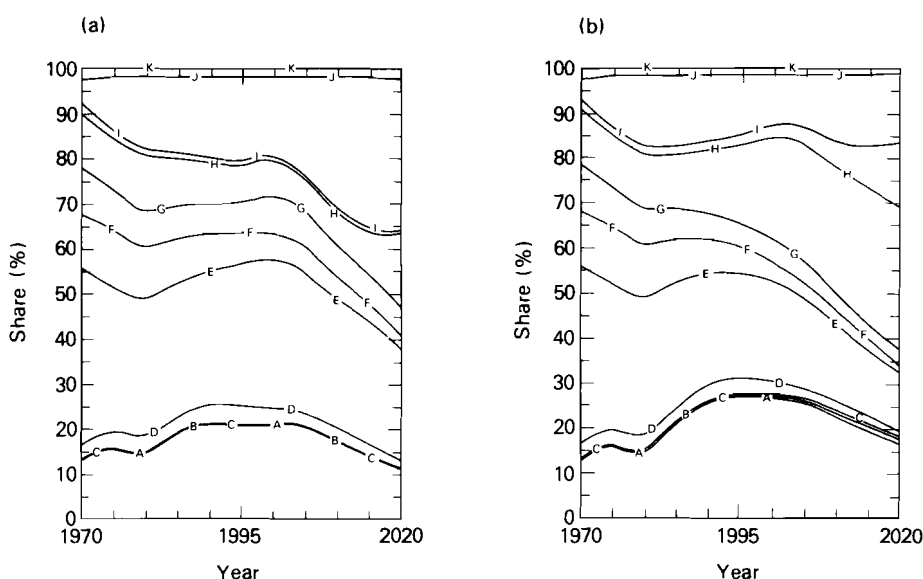 (a)
(b)
100
90
80
70
60
50
40
30
20
10
0
Share (%)
K K
J J
I I I
H H
G
F F F
E E
D D
C B C A B C
A
1970 1995 2020
Year
100
90
80
70
60
50
40
30
20
10
0
Share (%)
K K
J J
I I
H H
G G
F F F
E E
D D D
C B C A C
A
1970 1995 2020
Year